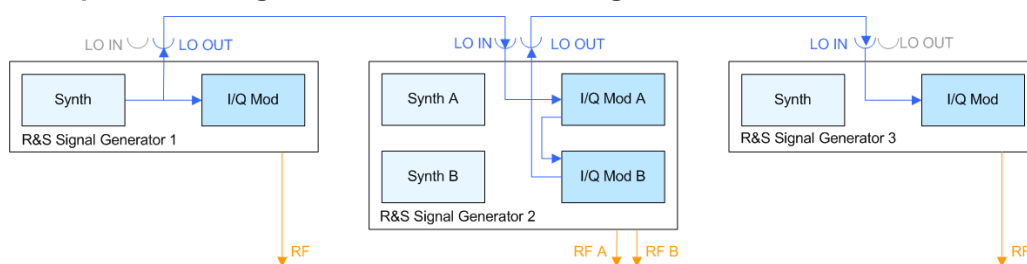 LO IN LO OUT
LO IN LO OUT
LO IN LO OUT
Synth
I/Q Mod
R&S Signal Generator 1
Synth A
I/Q Mod A
Synth B
I/Q Mod B
R&S Signal Generator 2
Synth
I/Q Mod
R&S Signal Generator 3
RF
RF A
RF B
RF